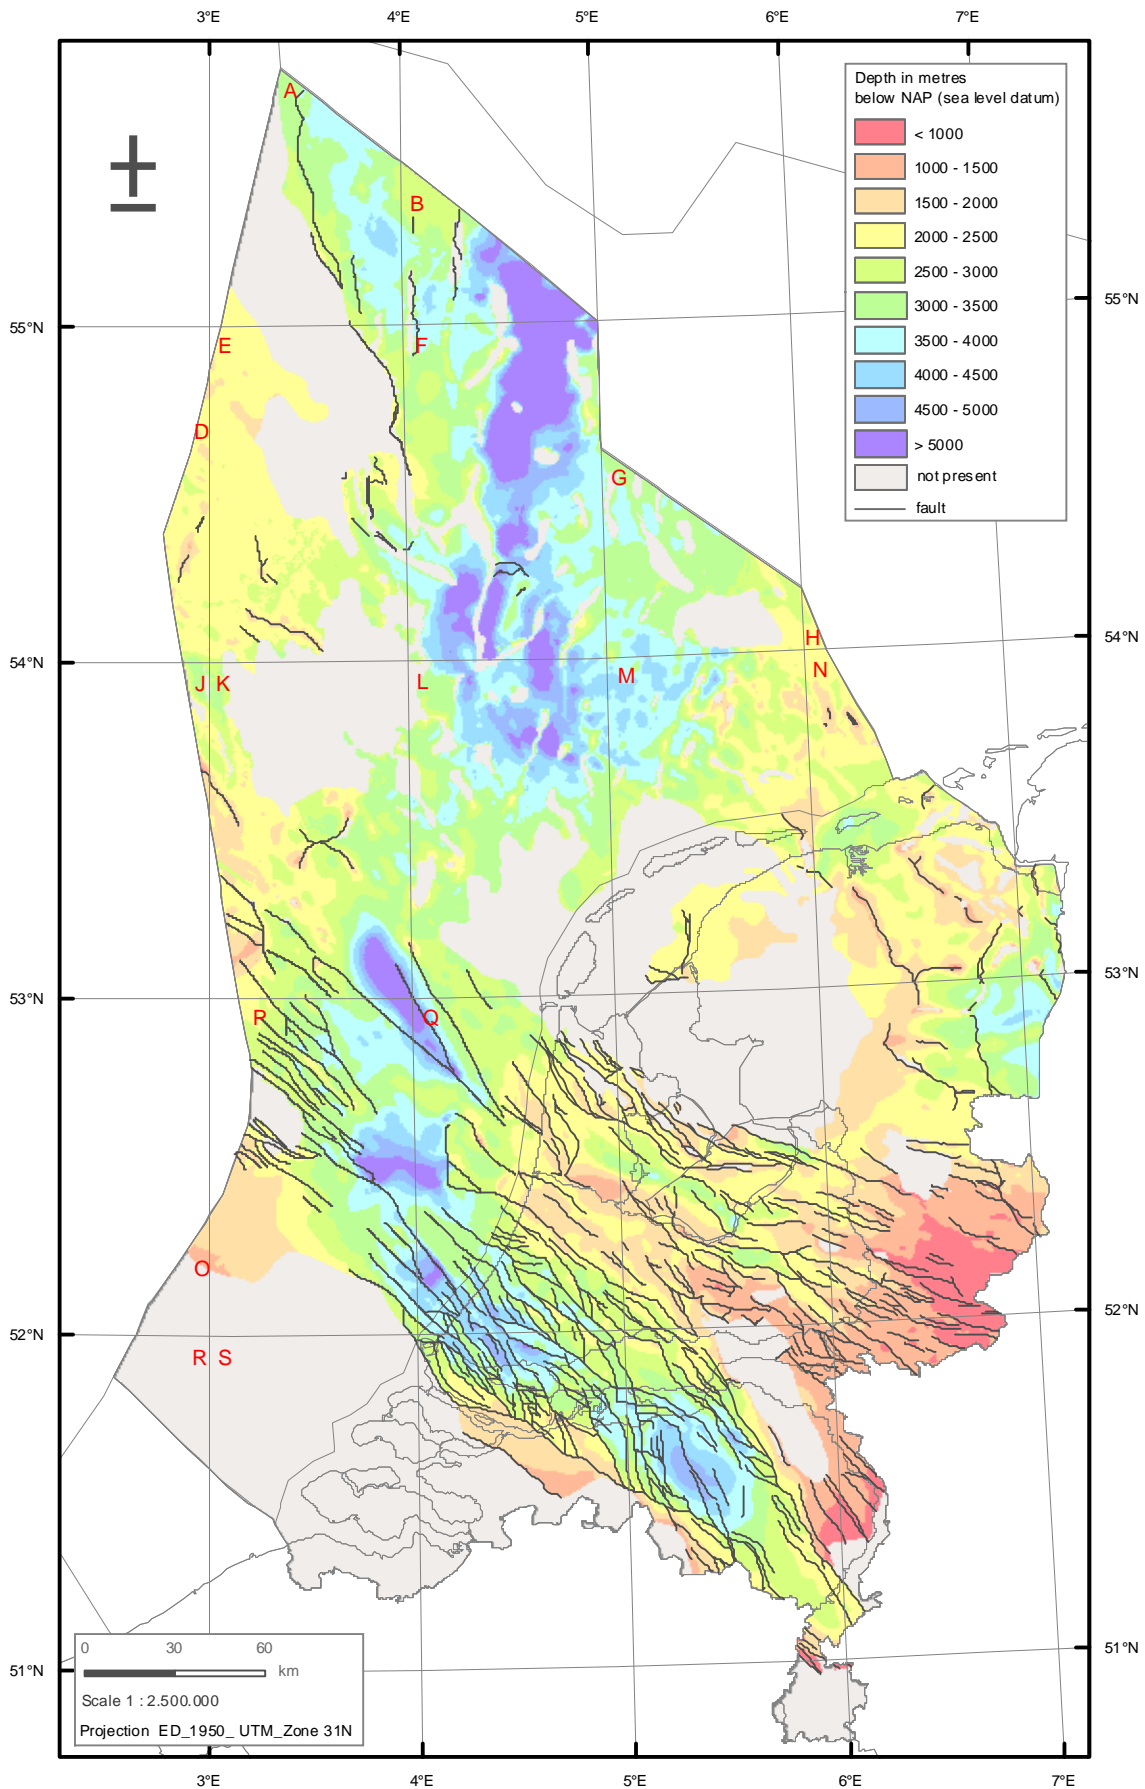 3°E 4°E 5°E 6°E 7°E
Depth in metres
below NAP (sea level datum)
< 1000
1000 - 1500
1500 - 2000
2000 - 2500
2500 - 3000
3000 - 3500
3500 - 4000
4000 - 4500
4500 - 5000
> 5000
not present
fault
A
B
55°N
55°N
E
F
D
G
H
54°N
54°N
N
J K
L
M
53°N
53°N
R
Q
O
52°N
52°N
R S
51°N
51°N
0 30 60
km
Scale 1 : 2.500.000
Projection ED_1950_ UTM_Zone 31N
3°E 4°E 5°E 6°E 7°E